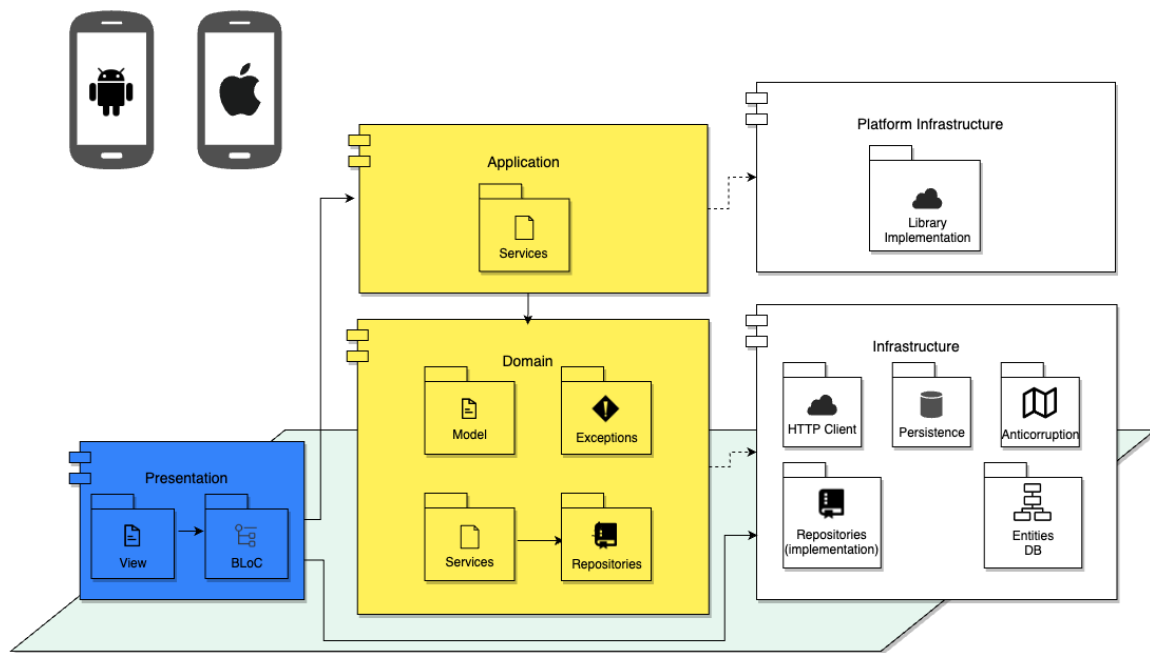 Application
Services
Platform Infrastructure
Library
Implementation
Domain
Model
Exceptions
Services
Repositories
Infrastructure
HTTP Client
Persistence
Anticorruption
Repositories
(implementation)
Entities
DB
Presentation
View
BLoC